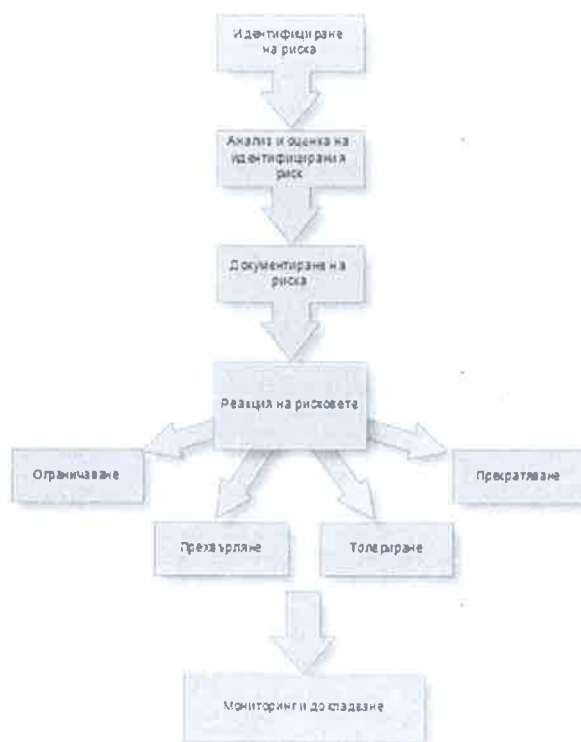 Идентифициране
на риска
Анализ и оценка на
идентифицирания
риск
Документиране на
риска
Реакция на рисковете
Ограничаване
Прекратяване
Прехвърляне
Толериране
Мониторинг и докладване